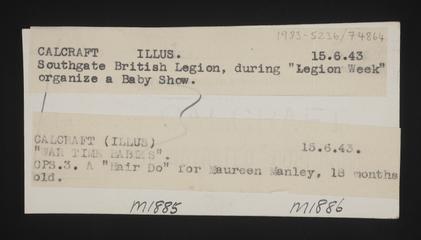 1983-5236/74864
CALCRAFT ILLUS. 15.6.43
Southgate British Legion, during "Legion Week"
organize a Baby Show.
CALCRAFT (ILLUS) 15.6.43.
"WAR TIME BABIES".
OPS.3. A "Hair Do" for Maureen Manley, 18 months
old.
M1885 M1886